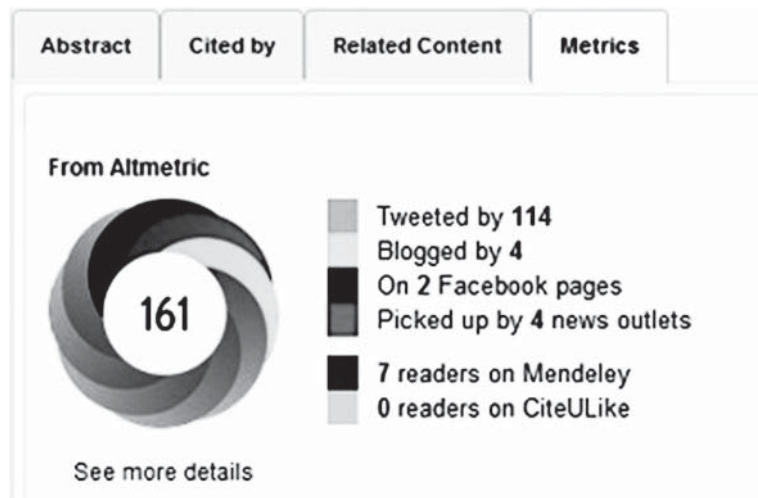 Abstract Cited by Related Content Metrics
From Altmetric
161
Tweeted by 114
Blogged by 4
On 2 Facebook pages
Picked up by 4 news outlets
7 readers on Mendeley
0 readers on CiteULike
See more details